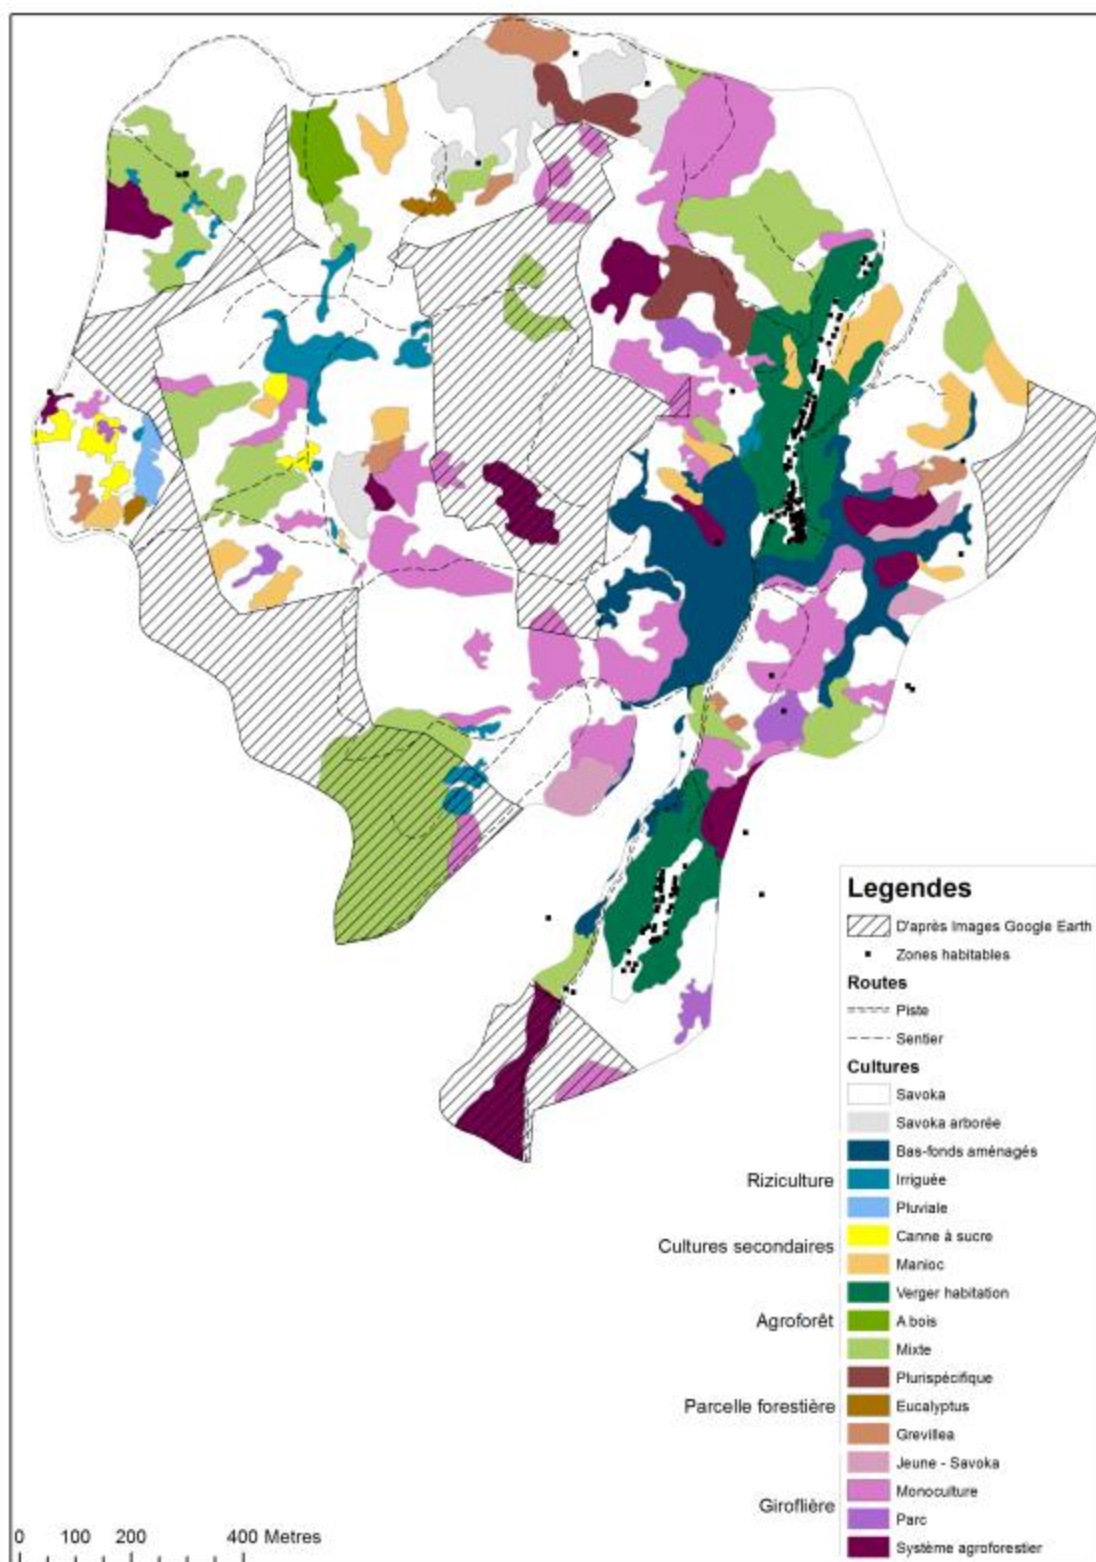 Legendes
D'après Images Google Earth
Zones habitables
Routes
Piste
Sentier
Cultures
Savoka
Savoka arborée
Bas-fonds aménagés
Riziculture
Irriguée
Pluviale
Canne à sucre
Cultures secondaires
Manioc
Verger habitation
Agroforêt
A bois
Mixte
Plurispécifique
Parcelle forestière
Eucalyptus
Grevillea
Jeune - Savoka
Monoculture
Giroflière
Parc
Système agroforestier
0 100 200 400 Metres